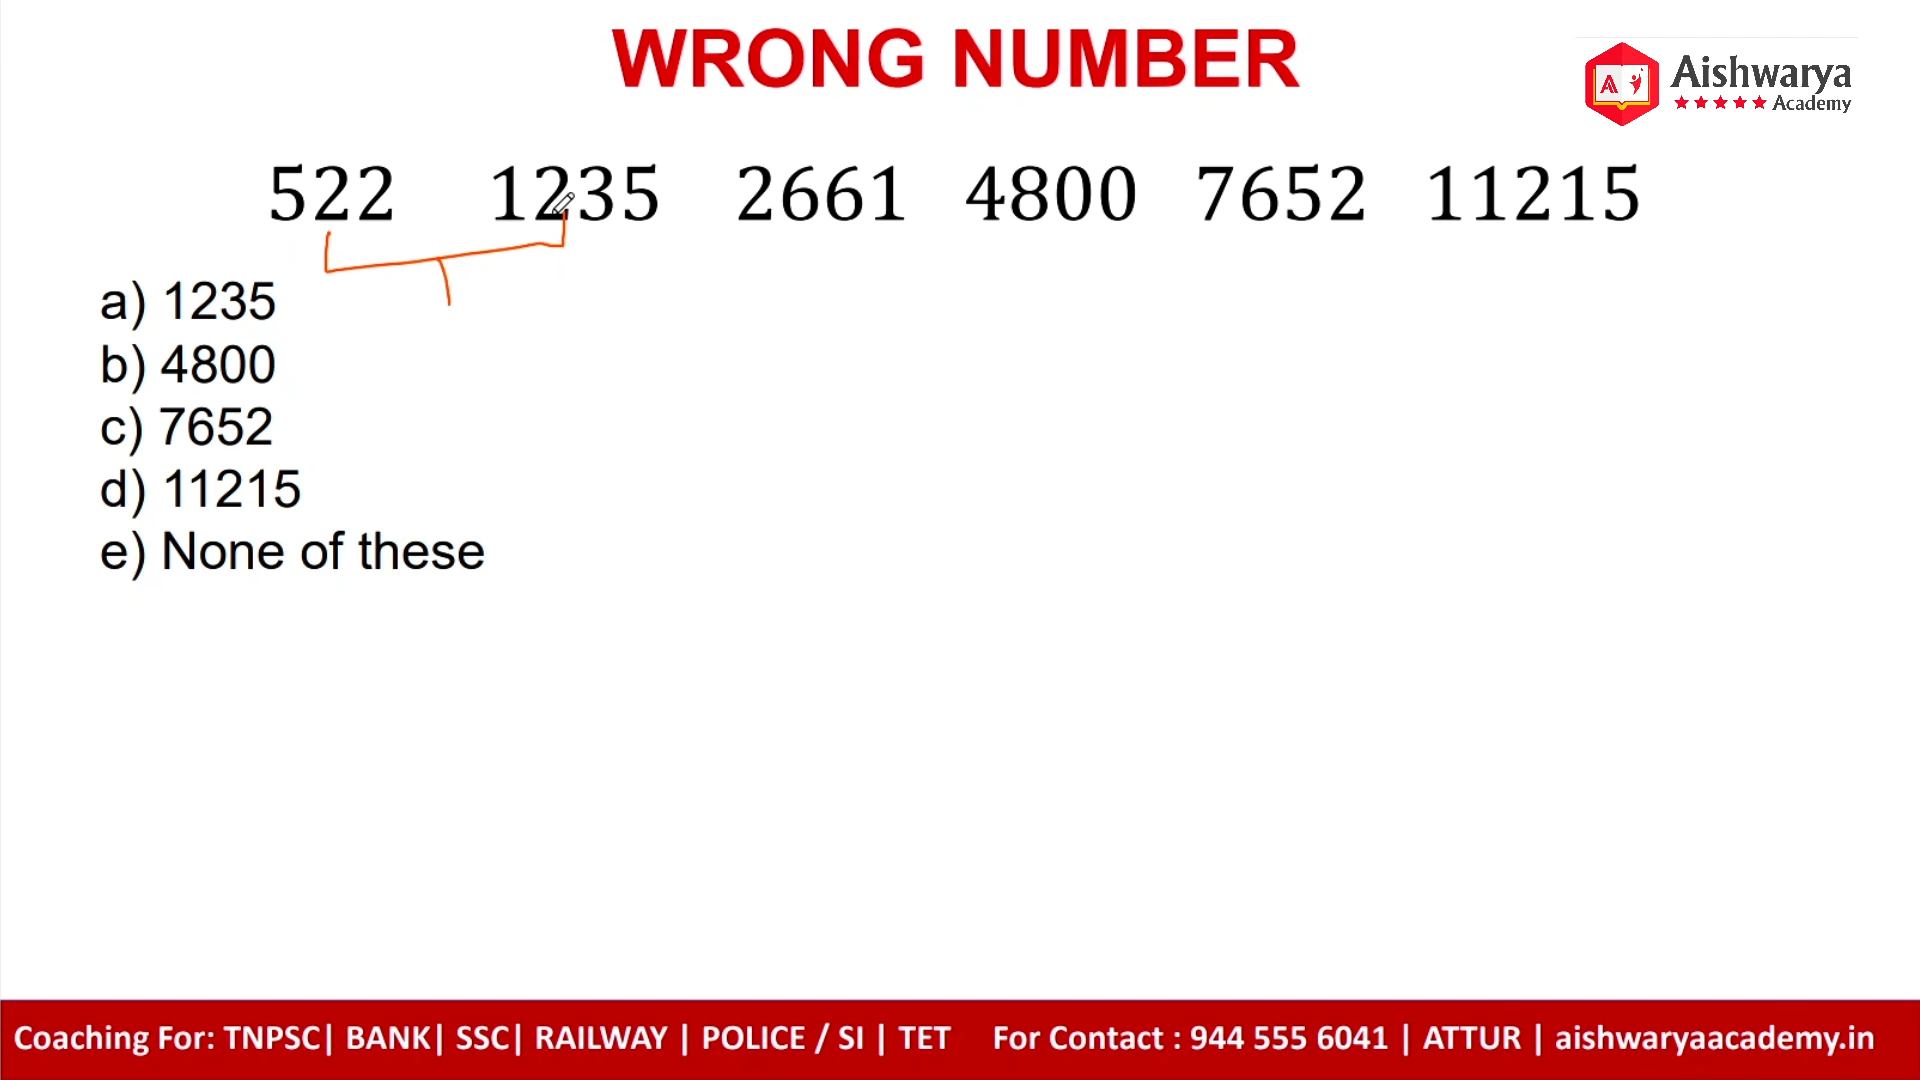 WRONG NUMBER
Aishwarya
Academy
522 1235 2661 4800 7652 11215
a) 1235
b) 4800
c) 7652
d) 11215
e) None of these
Coaching For: TNPSC| BANK| SSC| RAILWAY | POLICE / SI | TET For Contact : 944 555 6041 | ATTUR | aishwaryaacademy.in